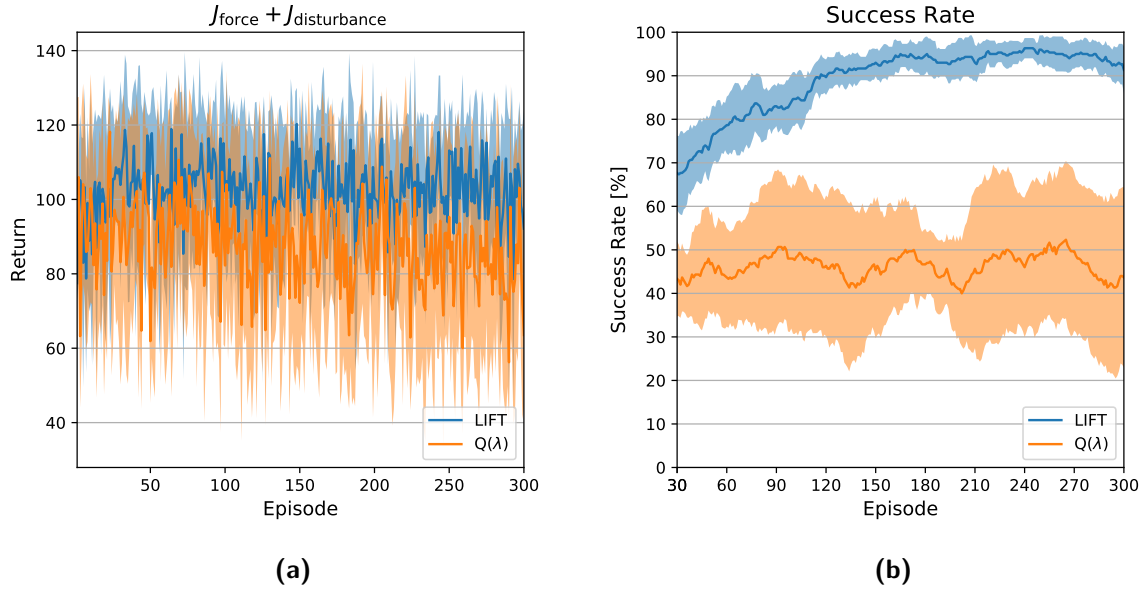 J_force + J_disturbance
Return
140
120
100
80
60
40
50
100
150
200
250
300
Episode
LIFT
Q(λ)
(a)
Success Rate
Success Rate [%]
100
90
80
70
60
50
40
30
20
10
0
30
30
60
90
120
150
180
210
240
270
300
Episode
LIFT
Q(λ)
(b)